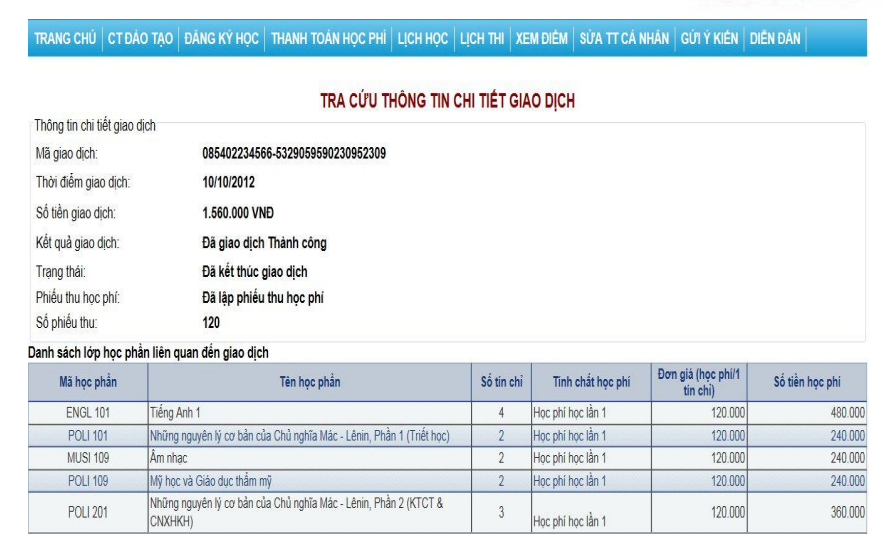 TRANG CHỦ | CT ĐÀO TẠO | ĐĂNG KÝ HỌC | THANH TOÁN HỌC PHÍ | LỊCH HỌC | LỊCH THI | XEM ĐIỂM | SỬA TT CÁ NHÂN | GỬI Ý KIẾN | DIỄN ĐÀN |
TRA CỨU THÔNG TIN CHI TIẾT GIAO DỊCH
Thông tin chi tiết giao dịch
Mã giao dịch: 085402234566-5329059590230952309
Thời điểm giao dịch: 10/10/2012
Số tiền giao dịch: 1.560.000 VNĐ
Kết quả giao dịch: Đã giao dịch Thành công
Trạng thái: Đã kết thúc giao dịch
Phiếu thu học phí: Đã lập phiếu thu học phí
Số phiếu thu: 120
Danh sách lớp học phần liên quan đến giao dịch
Mã học phần Tên học phần Số tín chỉ Tính chất học phí Đơn giá (học phí/1 tín chỉ) Số tiền học phí
ENGL 101 Tiếng Anh 1 4 Học phí học lần 1 120.000 480.000
POLI 101 Những nguyên lý cơ bản của Chủ nghĩa Mác - Lênin, Phần 1 (Triết học) 2 Học phí học lần 1 120.000 240.000
MUSI 109 Âm nhạc 2 Học phí học lần 1 120.000 240.000
POLI 109 Mỹ học và Giáo dục thẩm mỹ 2 Học phí học lần 1 120.000 240.000
POLI 201 Những nguyên lý cơ bản của Chủ nghĩa Mác - Lênin, Phần 2 (KTCT & CNXHKH) 3 Học phí học lần 1 120.000 360.000